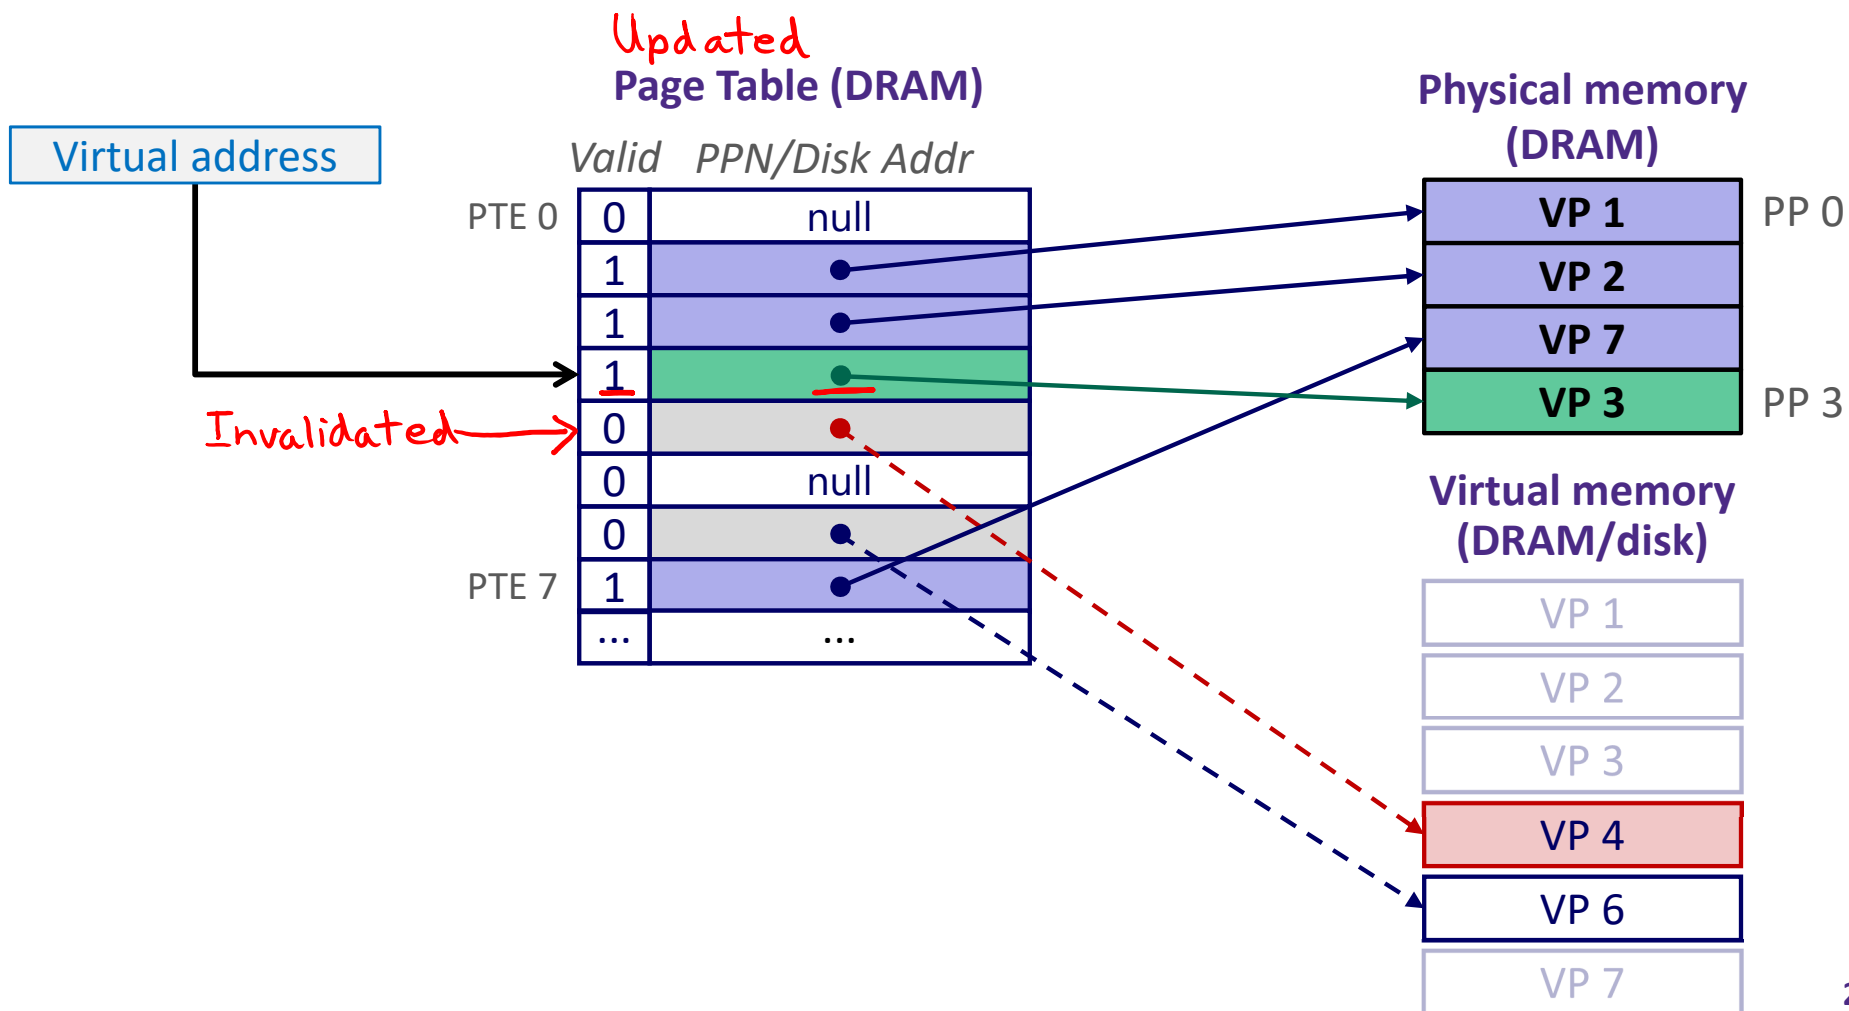 Updated
Page Table (DRAM)
Physical memory
(DRAM)
Virtual address
Valid PPN/Disk Addr
PTE 0 0 null
1
1
1
Invalidated 0
0 null
0
PTE 7 1
... ...
VP 1 PP 0
VP 2
VP 7
VP 3 PP 3
Virtual memory
(DRAM/disk)
VP 1
VP 2
VP 3
VP 4
VP 6
VP 7